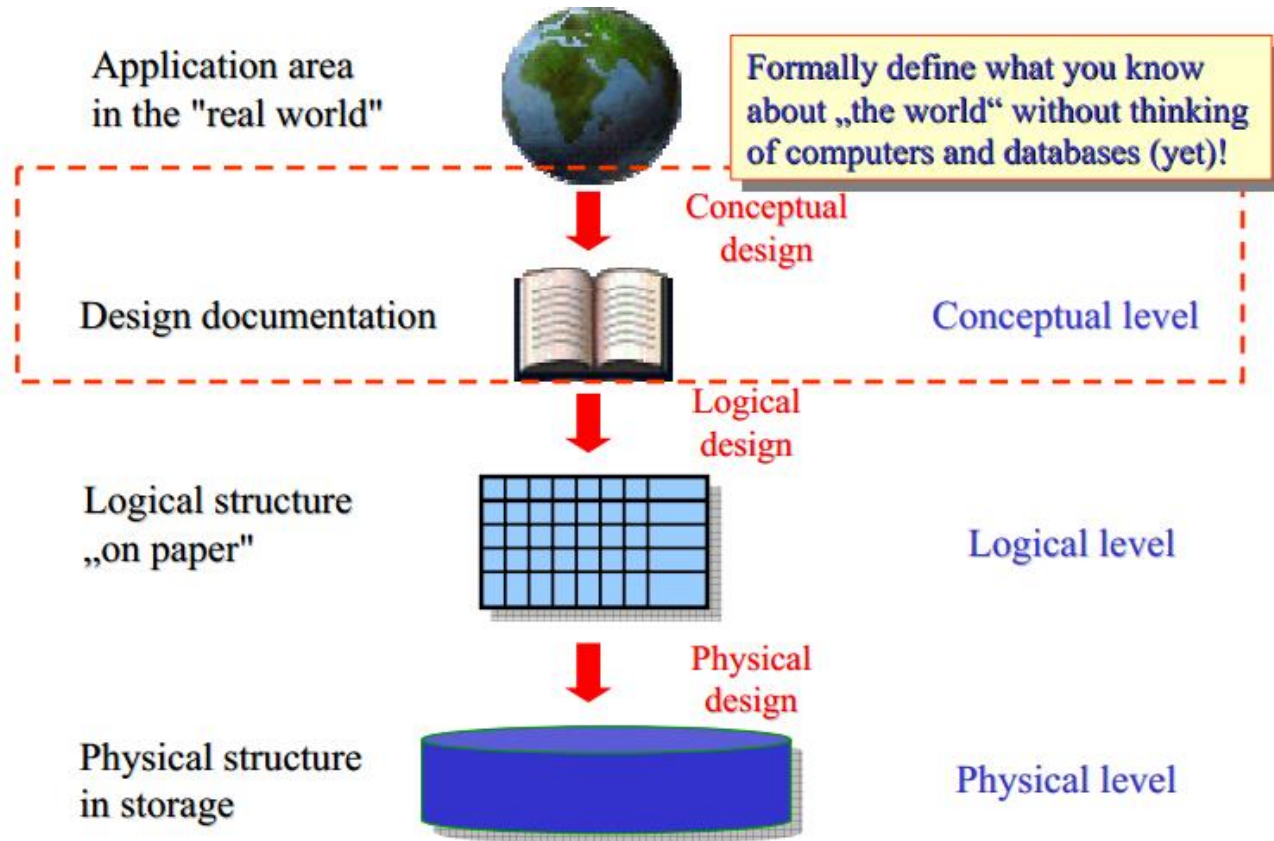 Application area
in the "real world"
Formally define what you know
about „the world“ without thinking
of computers and databases (yet)!
Conceptual
design
Design documentation
Conceptual level
Logical
design
Logical structure
„on paper"
Logical level
Physical
design
Physical structure
in storage
Physical level